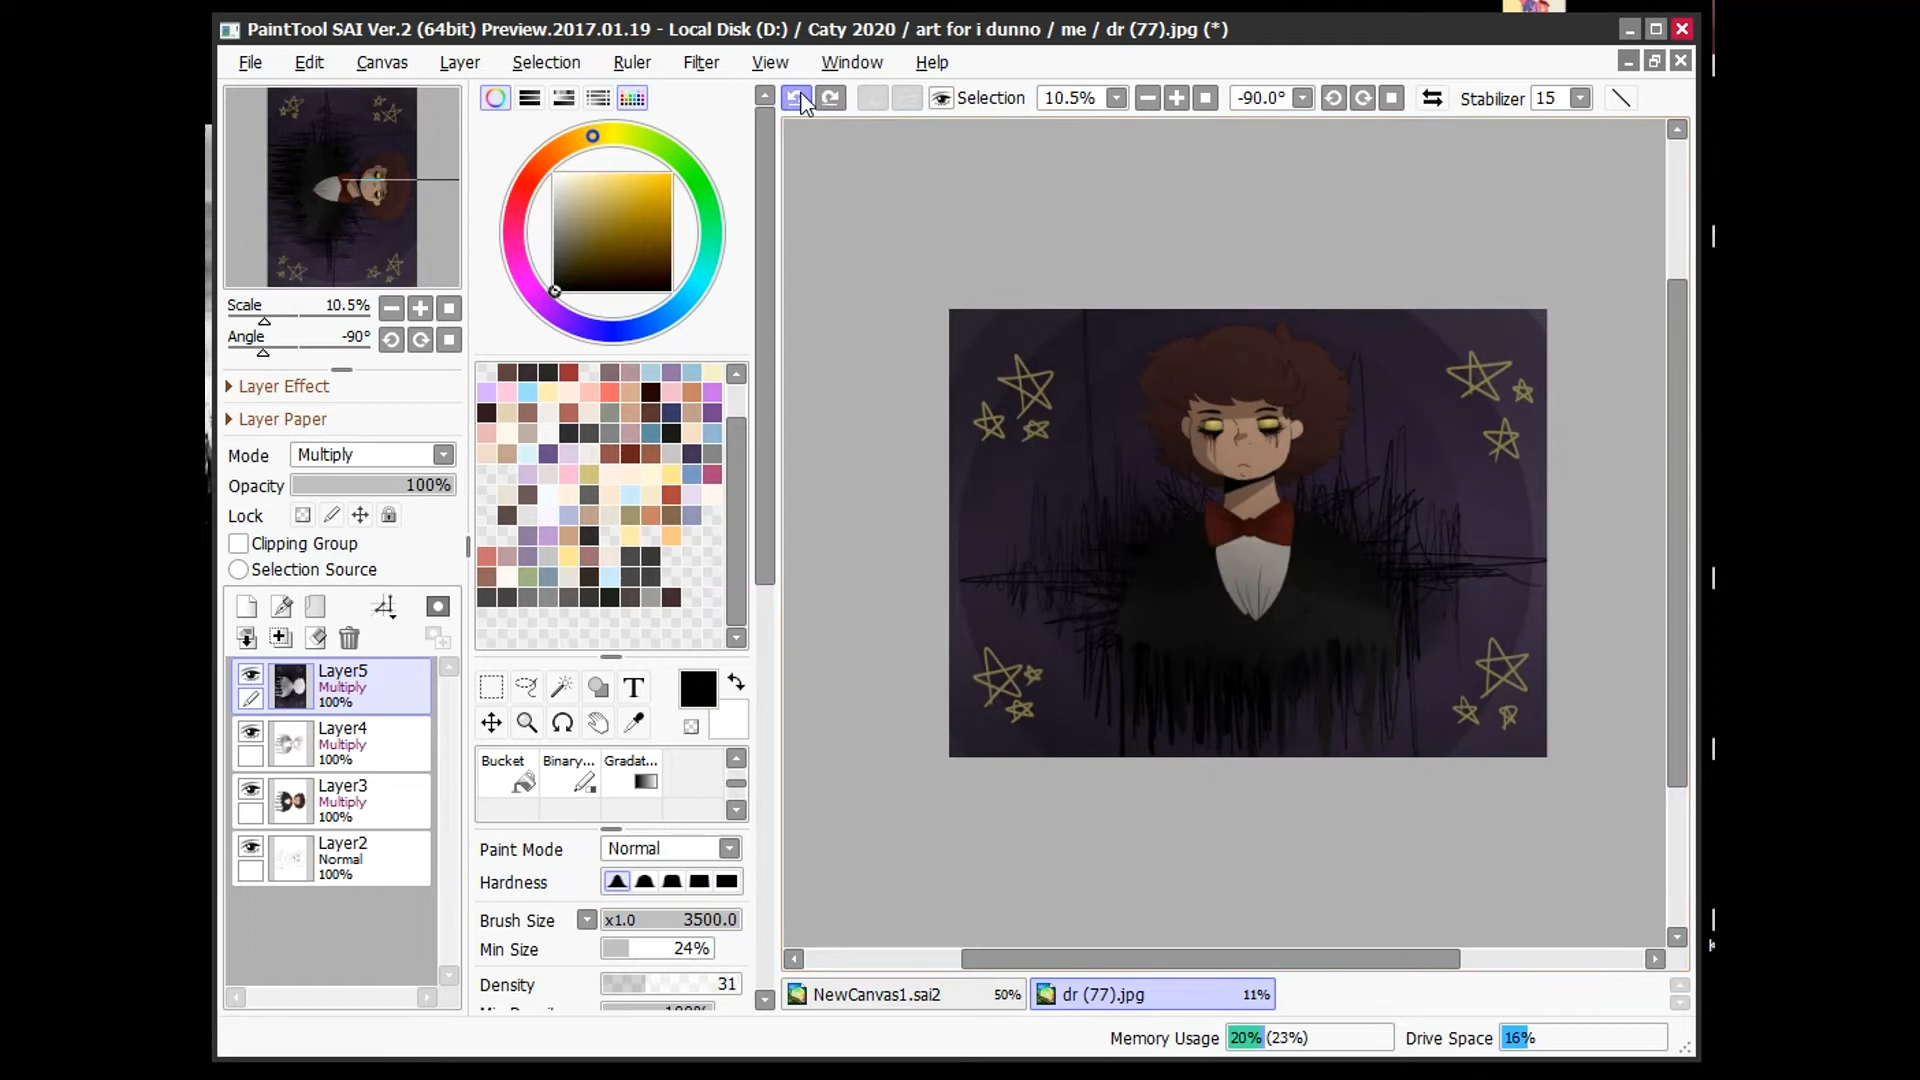 PaintTool SAI Ver.2 (64bit) Preview.2017.01.19 - Local Disk (D:) / Caty 2020 / art for i dunno / me / dr (77).jpg (*)
File Edit Canvas Layer Selection Ruler Filter View Window Help
Selection 10.5% -90.0° Stabilizer 15
Scale 10.5%
Angle -90°
Layer Effect
Layer Paper
Mode Multiply
Opacity 100%
Lock
Clipping Group
Selection Source
Layer5
Multiply
100%
Layer4
Multiply
100%
Layer3
Multiply
100%
Layer2
Normal
100%
T
Bucket Binary... Gradat...
Paint Mode Normal
Hardness
Brush Size x1.0 3500.0
Min Size 24%
Density 31
NewCanvas1.sai2 50% dr (77).jpg 11%
Memory Usage 20% (23%) Drive Space 16%